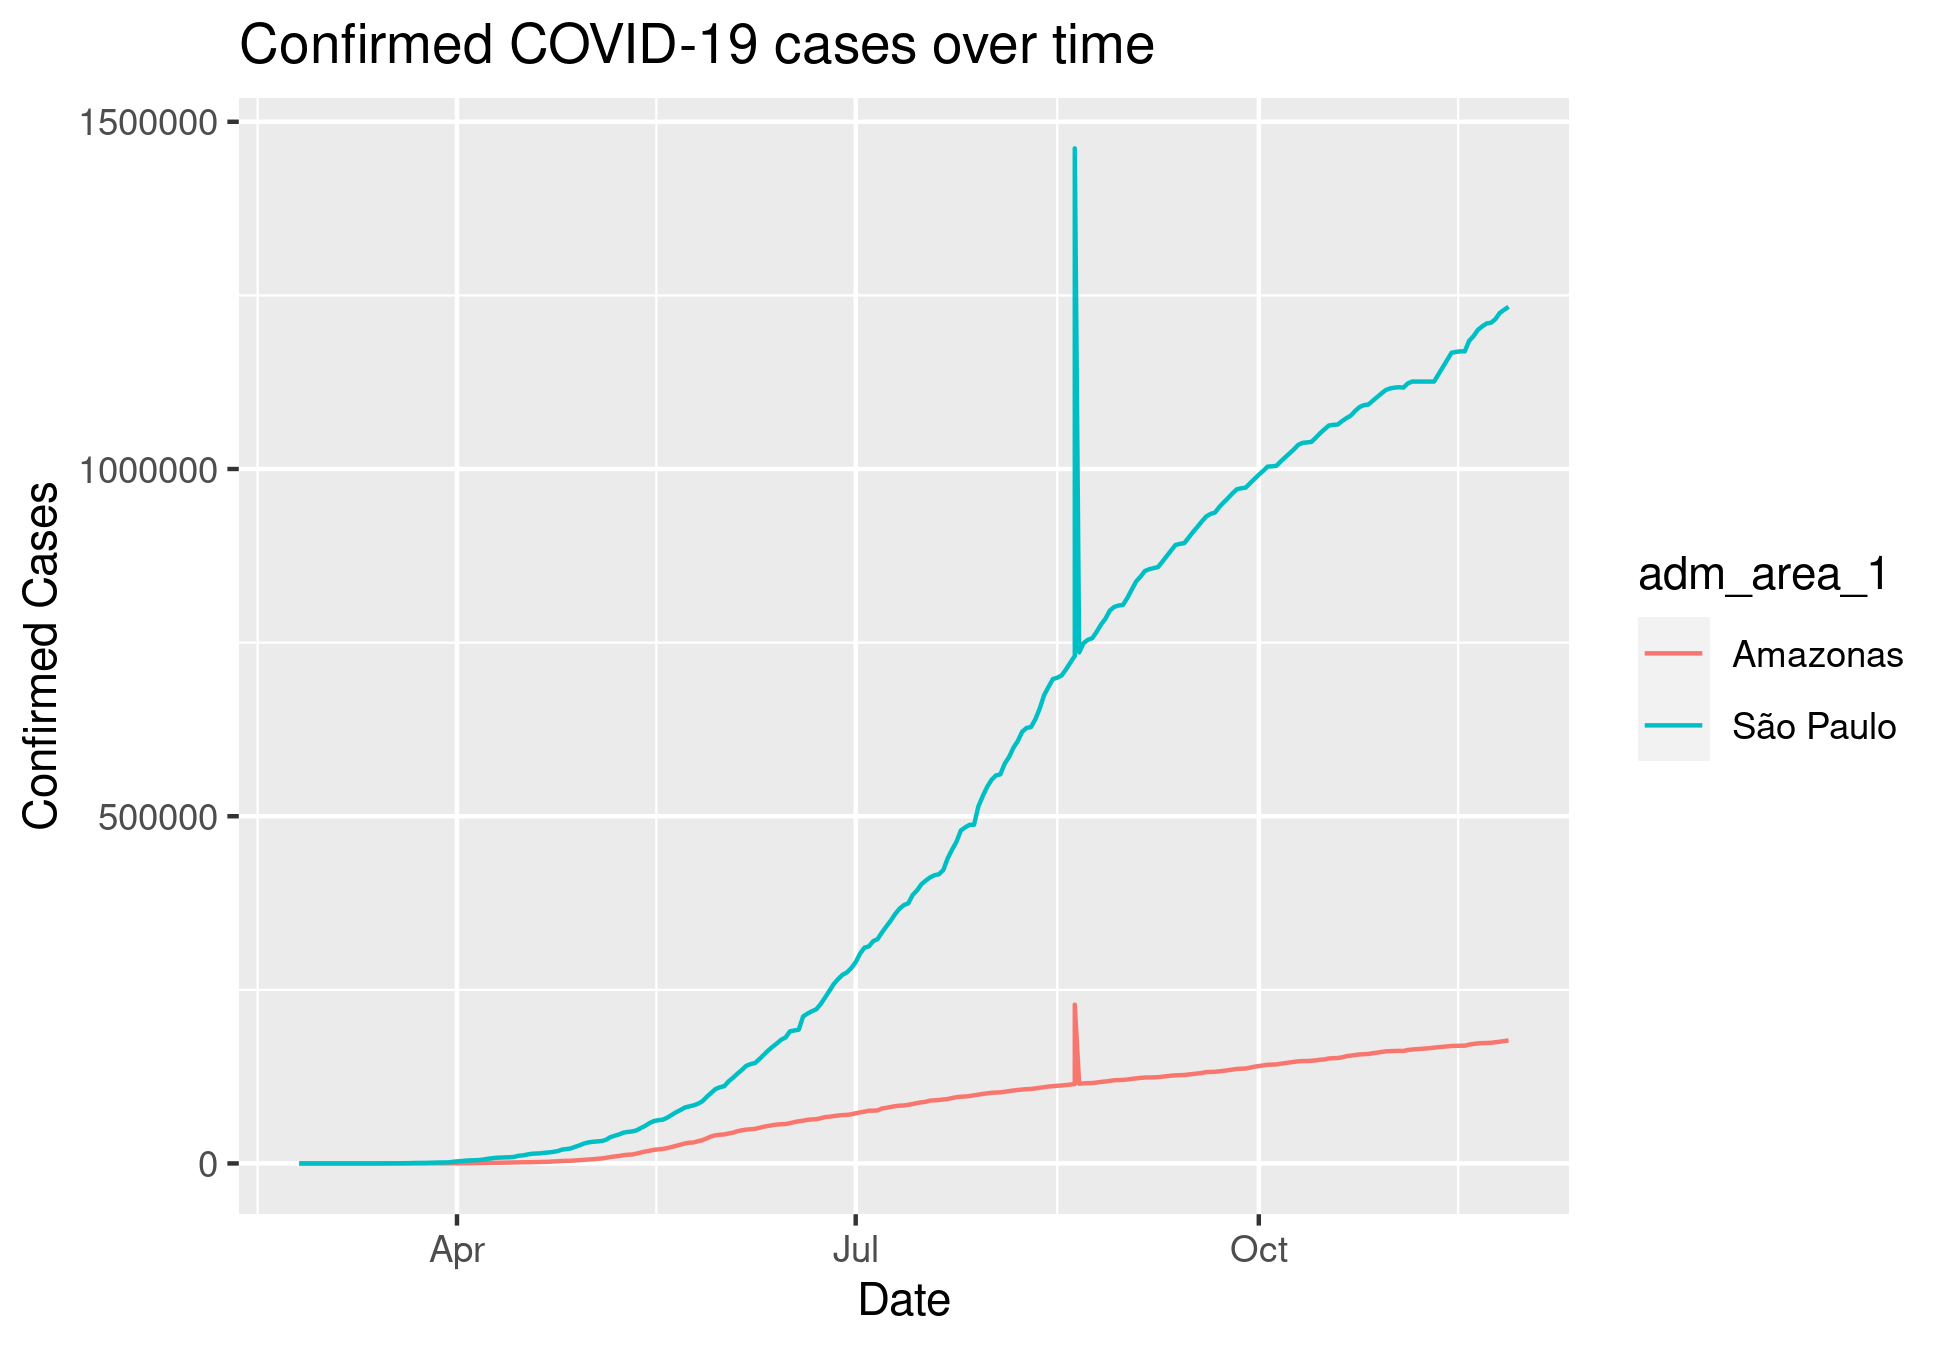 Confirmed COVID-19 cases over time
1500000
1000000
500000
0
Confirmed Cases
Apr
Jul
Oct
Date
adm_area_1
Amazonas
São Paulo